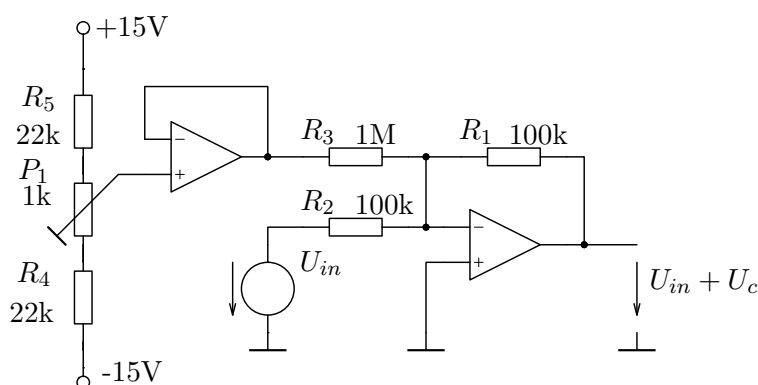 +15V
R5
22k
P1
1k
R4
22k
-15V
−
+
R3 1M
R1 100k
R2 100k
Uin
−
+
Uin + Uc